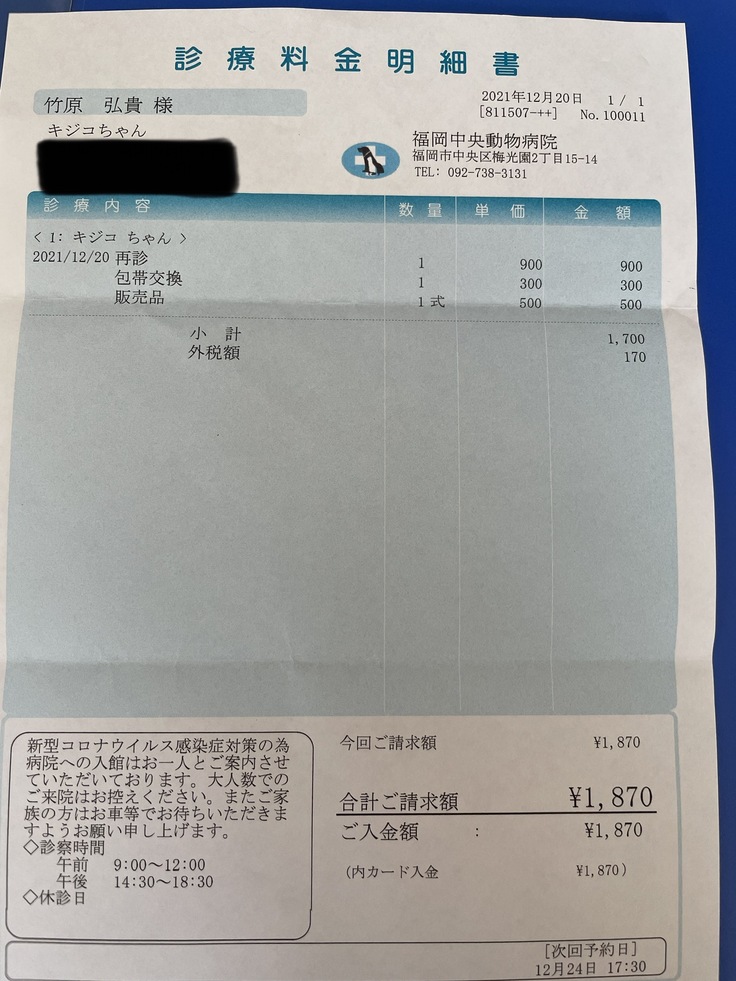 診療料金明細書
竹原 弘貴 様
2021年12月20日 1 / 1
[811507-++] No.100011
キジコちゃん
福岡中央動物病院
福岡市中央区梅光園2丁目15-14
TEL: 092-738-3131
診療内容 数量 単価 金額
< 1: キジコ ちゃん >
2021/12/20 再診 1 900 900
包帯交換 1 300 300
販売品 1 式 500 500
小 計 1,700
外税額 170
新型コロナウイルス感染症対策の為
病院への入館はお一人とご案内させ
ていただいております。大人数での
ご来院はお控えください。またご家
族の方はお車等でお待ちいただきま
すようお願い申し上げます。
◇診察時間
午前 9:00～12:00
午後 14:30～18:30
◇休診日
今回ご請求額 ¥1,870
合計ご請求額 ¥1,870
ご入金額 : ¥1,870
(内カード入金 ¥1,870)
[次回予約日]
12月24日 17:30